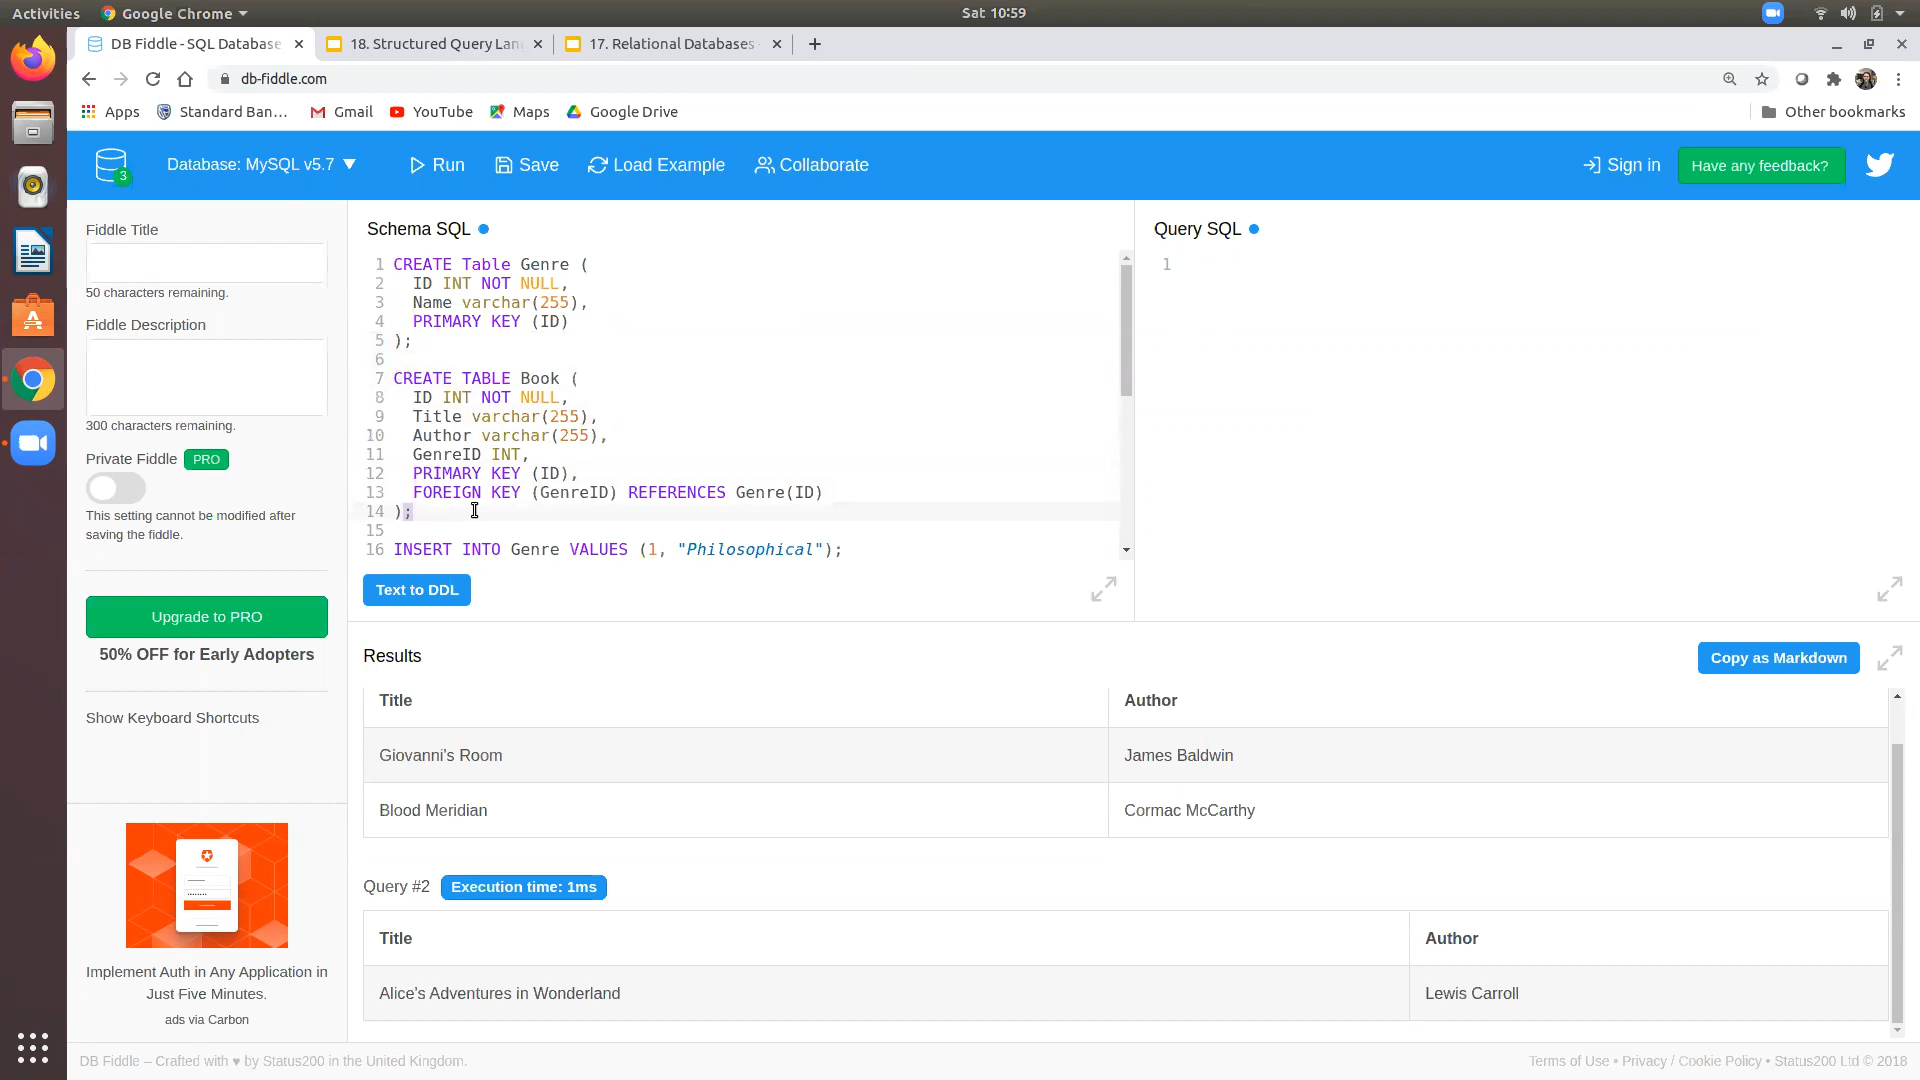 Activities
Google Chrome
Sat 10:59
DB Fiddle - SQL Database
18. Structured Query Lan
17. Relational Databases
db-fiddle.com
Apps
Standard Ban...
Gmail
YouTube
Maps
Google Drive
Other bookmarks
3
Database: MySQL v5.7
Run
Save
Load Example
Collaborate
Sign in
Have any feedback?
Fiddle Title
50 characters remaining.
Fiddle Description
300 characters remaining.
Private Fiddle PRO
This setting cannot be modified after
saving the fiddle.
Upgrade to PRO
50% OFF for Early Adopters
Show Keyboard Shortcuts
Implement Auth in Any Application in
Just Five Minutes.
ads via Carbon
Schema SQL
1 CREATE Table Genre (
2 ID INT NOT NULL,
3 Name varchar(255),
4 PRIMARY KEY (ID)
5 );
6
7 CREATE TABLE Book (
8 ID INT NOT NULL,
9 Title varchar(255),
10 Author varchar(255),
11 GenreID INT,
12 PRIMARY KEY (ID),
13 FOREIGN KEY (GenreID) REFERENCES Genre(ID)
14 );
15
16 INSERT INTO Genre VALUES (1, "Philosophical");
Text to DDL
Query SQL
1
Results
Copy as Markdown
Title Author
Giovanni's Room James Baldwin
Blood Meridian Cormac McCarthy
Query #2 Execution time: 1ms
Title Author
Alice's Adventures in Wonderland Lewis Carroll
DB Fiddle – Crafted with ♥ by Status200 in the United Kingdom.
Terms of Use • Privacy / Cookie Policy • Status200 Ltd © 2018